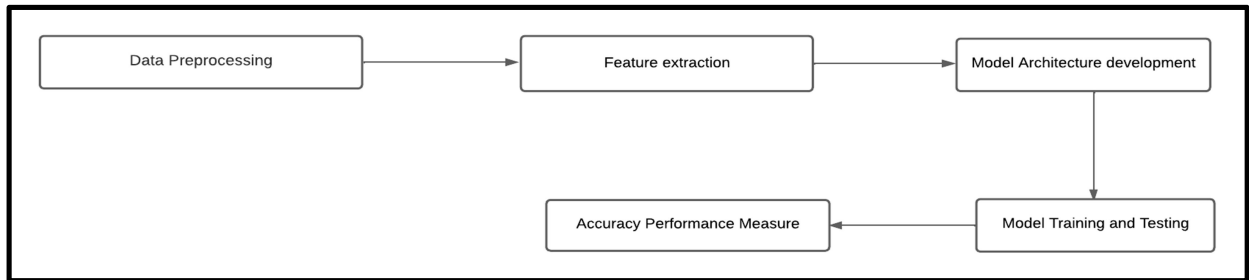 Data Preprocessing
Feature extraction
Model Architecture development
Model Training and Testing
Accuracy Performance Measure